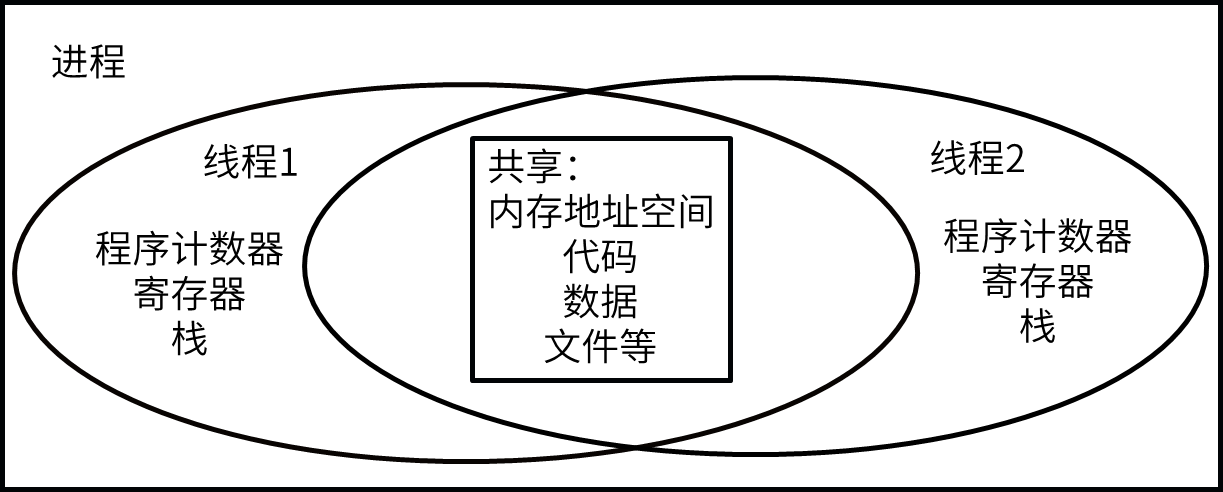 进程
线程1
程序计数器
寄存器
栈
共享：
内存地址空间
代码
数据
文件等
线程2
程序计数器
寄存器
栈